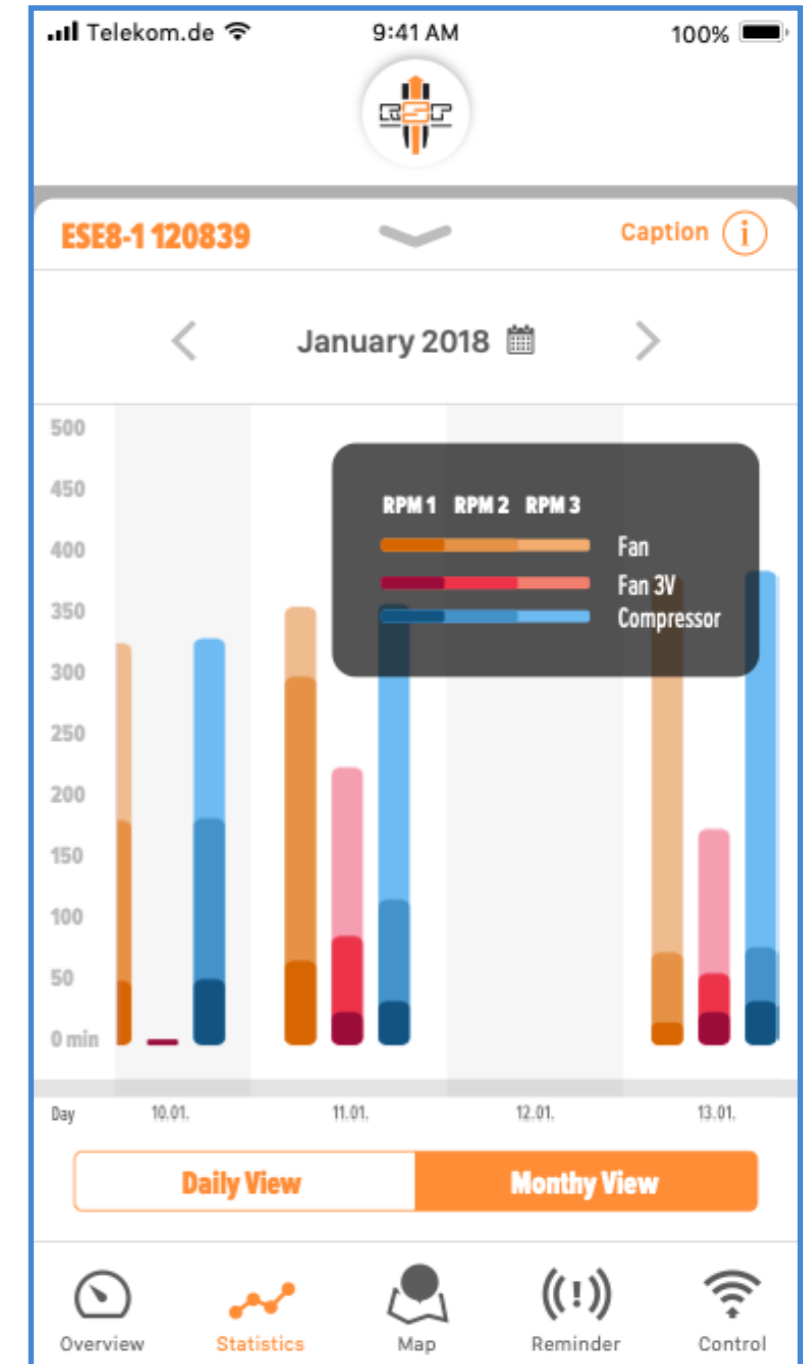 Telekom.de 9:41 AM 100%
RSP
ESE8-1 120839 Caption i
January 2018
500
450
400
350
300
250
200
150
100
50
0 min
RPM 1 RPM 2 RPM 3
Fan
Fan 3V
Compressor
Day 10.01. 11.01. 12.01. 13.01.
Daily View Monthy View
Overview Statistics Map Reminder Control